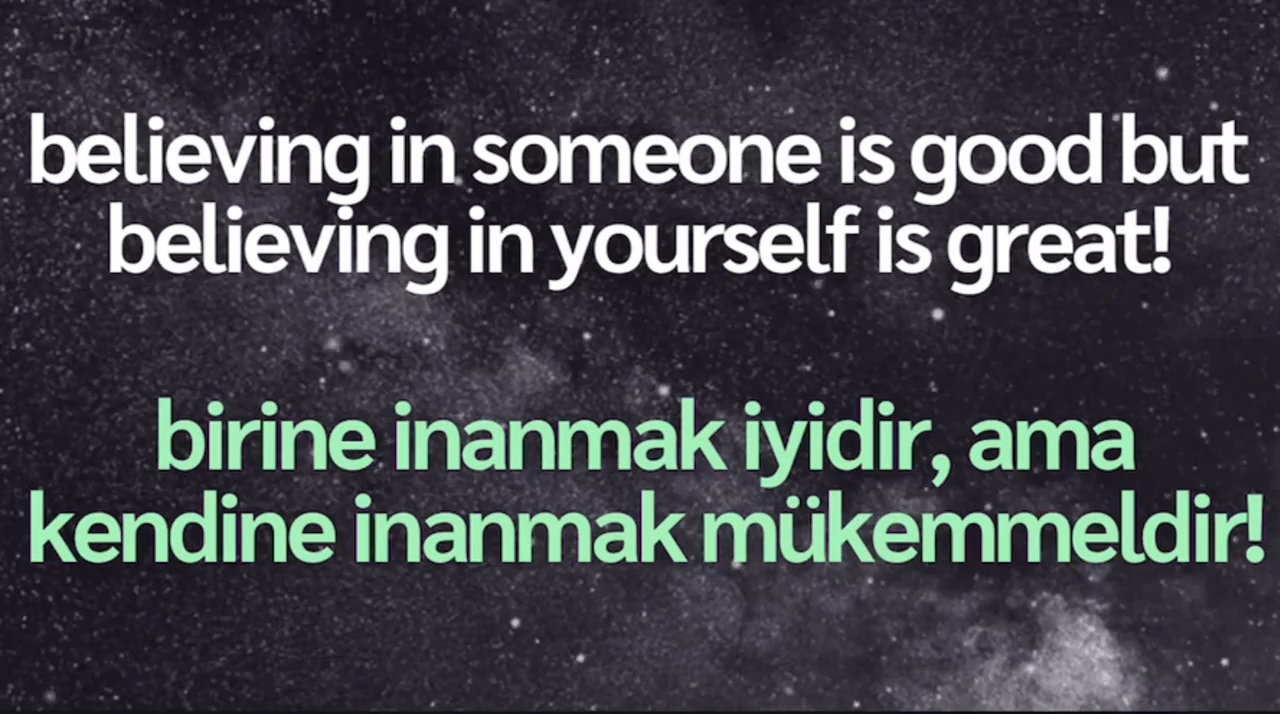 believing in someone is good but
believing in yourself is great!
birine inanmak iyidir, ama
kendine inanmak mükemmeldir!